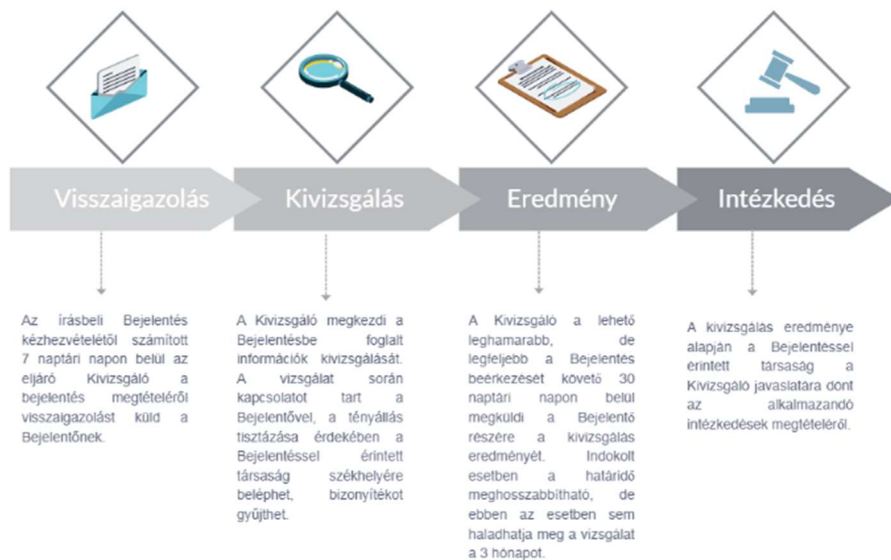 Visszaigazolás
Kivizsgálás
Eredmény
Intézkedés
Az írásbeli Bejelentés
kézhezvételétől számított
7 naptári napon belül az
eljáró Kivizsgáló a
bejelentés megtételéről
visszaigazolást küld a
Bejelentőnek.
A Kivizsgáló megkezdi a
Bejelentésbe foglalt
információk kivizsgálását.
A vizsgálat során
kapcsolatot tart a
Bejelentővel, a tényállás
tisztázása érdekében a
Bejelentéssel érintett
társaság székhelyére
beléphet, bizonyítékot
gyűjthet.
A Kivizsgáló a lehető
leghamarabb, de
legfeljebb a Bejelentés
beérkezését követő 30
naptári napon belül
megküldi a Bejelentő
részére a kivizsgálás
eredményét. Indokolt
esetben a határidő
meghosszabbítható, de
ebben az esetben sem
haladhatja meg a vizsgálat
a 3 hónapot.
A kivizsgálás eredménye
alapján a Bejelentéssel
érintett társaság a
Kivizsgáló javaslatára dönt
az alkalmazandó
intézkedések megtételéről.